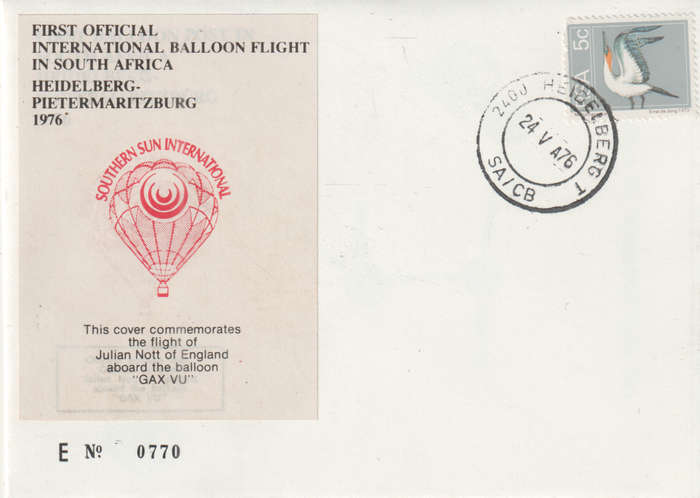 FIRST OFFICIAL
INTERNATIONAL BALLOON FLIGHT
IN SOUTH AFRICA
HEIDELBERG-
PIETERMARITZBURG
1976
SOUTHERN SUN INTERNATIONAL
This cover commemorates
the flight of
Julian Nott of England
aboard the balloon
"GAX VU"
E Nº 0770
5c
2400 HEIDELBERG T
24 V A76
SA/CB